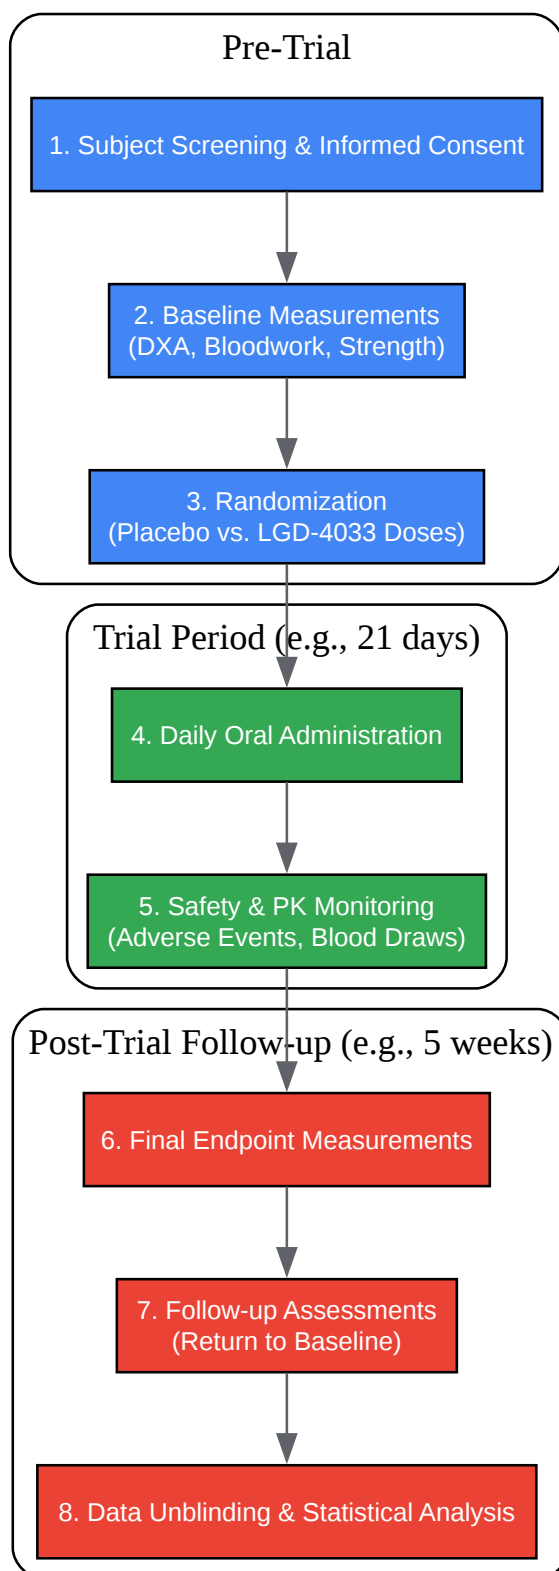 Pre-Trial
1. Subject Screening & Informed Consent
2. Baseline Measurements
(DXA, Bloodwork, Strength)
3. Randomization
(Placebo vs. LGD-4033 Doses)
Trial Period (e.g., 21 days)
4. Daily Oral Administration
5. Safety & PK Monitoring
(Adverse Events, Blood Draws)
Post-Trial Follow-up (e.g., 5 weeks)
6. Final Endpoint Measurements
7. Follow-up Assessments
(Return to Baseline)
8. Data Unblinding & Statistical Analysis